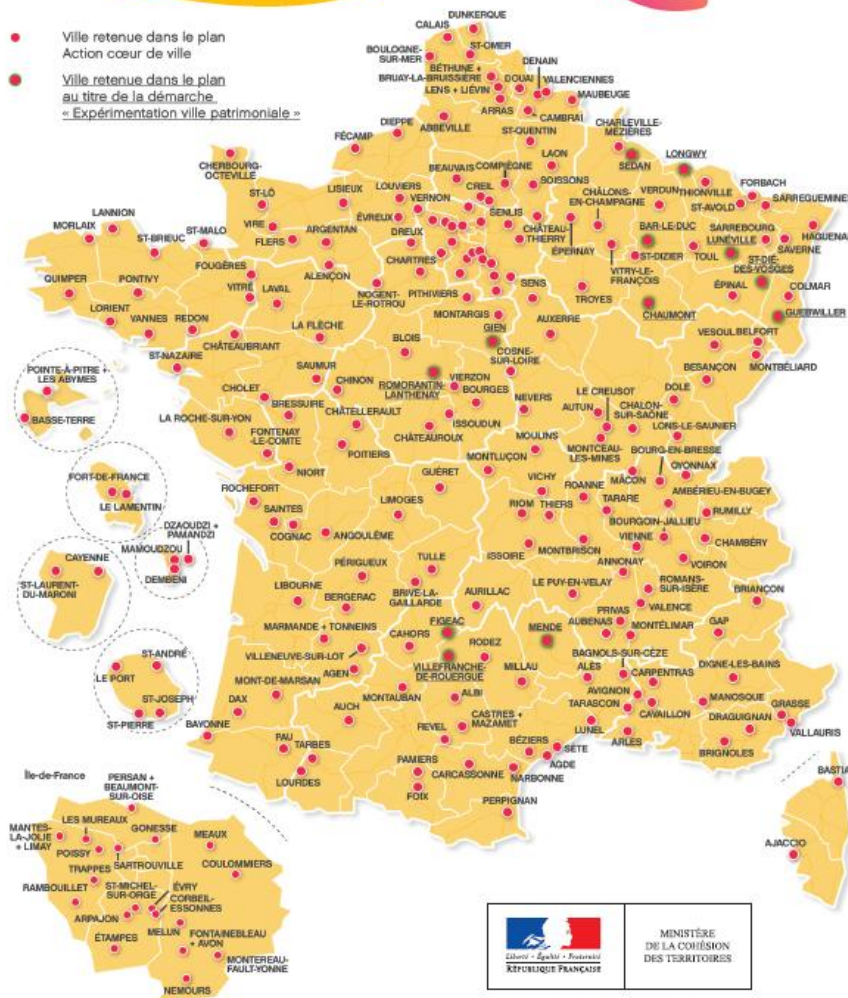 Ville retenue dans le plan
Action cœur de ville
Ville retenue dans le plan
au titre de la démarche
« Expérimentation ville patrimoniale »
DUNKERQUE
CALAIS
ST-OMER
BOULOGNE-
SUR-MER
BÉTHUNE +
BRUAY-LA-BRUISSIÈRE
LENS + LIÉVIN
DOUAI
DENAIN
VALENCIENNES
MAUBEUGE
ARRAS
CAMBRAI
ABBEVILLE
DIEPPE
FÉCAMP
ST-QUENTIN
CHARLEVILLE-
MÉZIÈRES
SEDAN
LONGWY
LAON
CHERBOURG-
OCTEVILLE
BEAUVAIS
COMPIÈGNE
SOISSONS
THIONVILLE
FORBACH
SARREGUEMINES
ST-LÔ
LISIEUX
LOUVIERS
VERNON
CREIL
CHÂLONS-
EN-CHAMPAGNE
VERDUN
ST-AVOLD
LANNION
MORLAIX
ST-BRIEUC
ST-MALO
VIRE
FLERS
ARGENTAN
ÉVREUX
DREUX
SENLIS
CHÂTEAU-
THIERRY
ÉPERNAY
BAR-LE-DUC
ST-DIZIER
VITRY-LE-
FRANÇOIS
TOUL
SARREBOURG
LUNÉVILLE
SAVERNE
HAGUENAU
ST-DIÉ-
DES-VOSGES
FOUGÈRES
ALENÇON
CHARTRES
QUIMPER
PONTIVY
VITRÉ
LAVAL
NOGENT-
LE-ROTROU
PITHIVIERS
SENS
TROYES
CHAUMONT
ÉPINAL
COLMAR
GUEBWILLER
LORIENT
VANNES
REDON
CHÂTEAUBRIANT
LA FLÈCHE
MONTARGIS
GIEN
AUXERRE
BLOIS
COSNE-
SUR-LOIRE
VESOUL
BELFORT
MONTBÉLIARD
BESANÇON
ST-NAZAIRE
SAUMUR
CHINON
ROMORANTIN-
LANTHENAY
VIERZON
BOURGES
POINTE-À-PITRE +
LES ABYMES
BASSE-TERRE
CHOLET
BRESSUIRE
CHÂTELLERAULT
ISSOUDUN
CHÂTEAUROUX
NEVERS
LE CREUSOT
AUTUN
CHALON-
SUR-SAÔNE
DOLE
LONS-LE-SAUNIER
LA ROCHE-SUR-YON
FONTENAY
-LE-COMTE
POITIERS
NIORT
MOULINS
MONTCEAU-
LES-MINES
BOURG-EN-BRESSE
OYONNAX
FORT-DE-FRANCE
LE LAMENTIN
GUÉRET
MONTLUÇON
VICHY
ROANNE
MÂCON
TARARE
AMBÉRIEU-EN-BUGEY
RUMILLY
ROCHEFORT
SAINTES
COGNAC
ANGOULÊME
LIMOGES
RIOM
THIERS
BOURGOIN-JALLIEU
VIENNE
CHAMBÉRY
DZAOUDZI +
PAMANDZI
MAMOUDZOU
DEMBENI
CAYENNE
ST-LAURENT-
DU-MARONI
PÉRIGUEUX
TULLE
ISSOIRE
MONTBRISON
ANNONAY
VOIRON
LIBOURNE
BERGERAC
BRIVE-LA-
GAILLARDE
AURILLAC
LE PUY-EN-VELAY
ROMANS-
SUR-ISÈRE
VALENCE
BRIANÇON
MARMANDE + TONNEINS
CAHORS
FIGEAC
MENDE
PRIVAS
AUBENAS
MONTÉLIMAR
GAP
VILLENEUVE-SUR-LOT
AGEN
VILLEFRANCHE-
DE-ROUERGUE
RODEZ
MILLAU
BAGNOLS-SUR-CÈZE
ALÈS
CARPENTRAS
DIGNE-LES-BAINS
ST-ANDRÉ
LE PORT
ST-JOSEPH
ST-PIERRE
MONT-DE-MARSAN
MONTAUBAN
ALBI
AVIGNON
TARASCON
CAVAILLON
MANOSQUE
GRASSE
VALLAURIS
DRAGUIGNAN
BRIGNOLES
DAX
AUCH
REVEL
CASTRES +
MAZAMET
LUNEL
ARLES
BAYONNE
PAU
TARBES
LOURDES
PAMIERS
FOIX
CARCASSONNE
BÉZIERS
SÈTE
AGDE
NARBONNE
PERPIGNAN
BASTIA
AJACCIO
Île-de-France
PERSAN +
BEAUMONT-
SUR-OISE
LES MUREAUX
GONESSE
MEAUX
MANTES-
LA-JOLIE
+ LIMAY
POISSY
SARTROUVILLE
TRAPPES
COULOMMIERS
RAMBOUILLET
ST-MICHEL-
SUR-ORGE
ÉVRY
CORBEIL-
ESSONNES
ARPAJON
MELUN
ÉTAMPES
FONTAINEBLEAU
+ AVON
MONTEREAU-
FAULT-YONNE
NEMOURS
Liberté • Égalité • Fraternité
RÉPUBLIQUE FRANÇAISE
MINISTÈRE
DE LA COHÉSION
DES TERRITOIRES